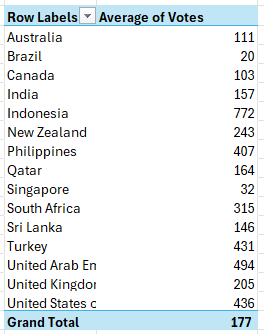 Row Labels Average of Votes
Australia 111
Brazil 20
Canada 103
India 157
Indonesia 772
New Zealand 243
Philippines 407
Qatar 164
Singapore 32
South Africa 315
Sri Lanka 146
Turkey 431
United Arab En 494
United Kingdor 205
United States c 436
Grand Total 177